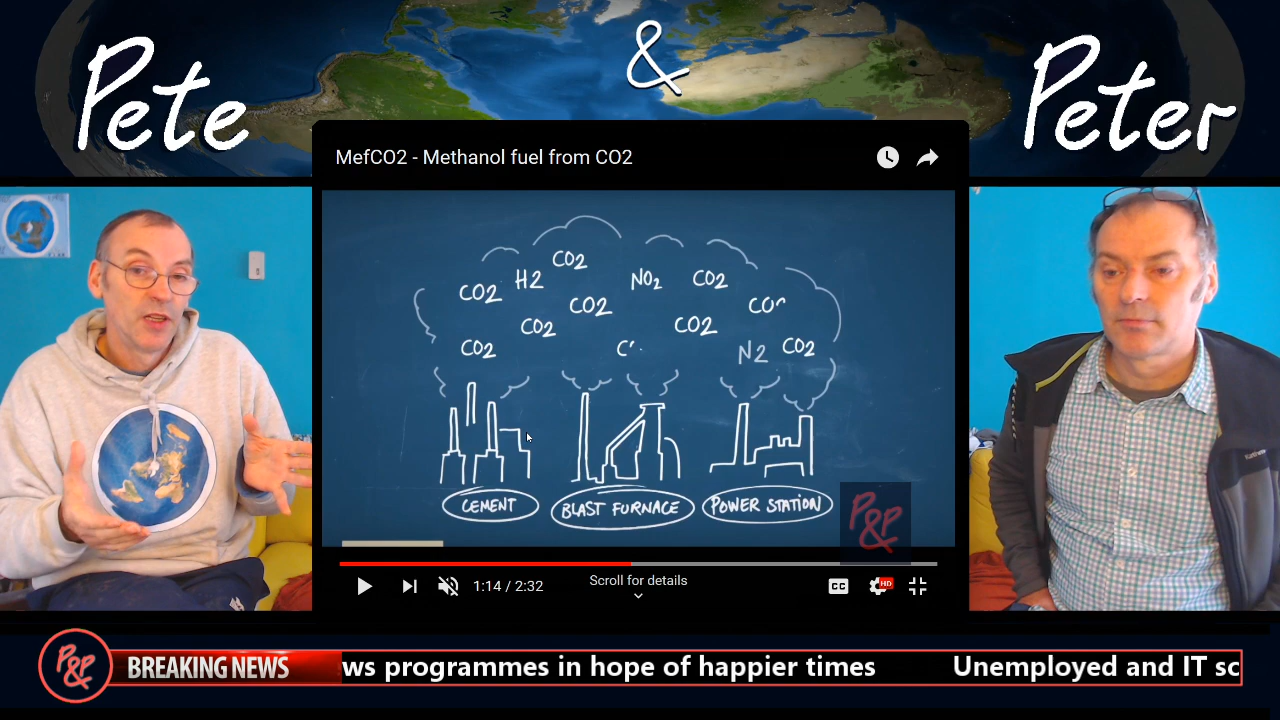 Pete & Peter
MefCO2 - Methanol fuel from CO2
CO2
H2
NO2
CO2
CO2
CO2
CO
CO2
CO2
CO2
C
N2
CO2
CEMENT
BLAST FURNACE
POWER STATION
P&P
1:14 / 2:32
Scroll for details
CC
HD
P&P
BREAKING NEWS
ws programmes in hope of happier times
Unemployed and IT sc